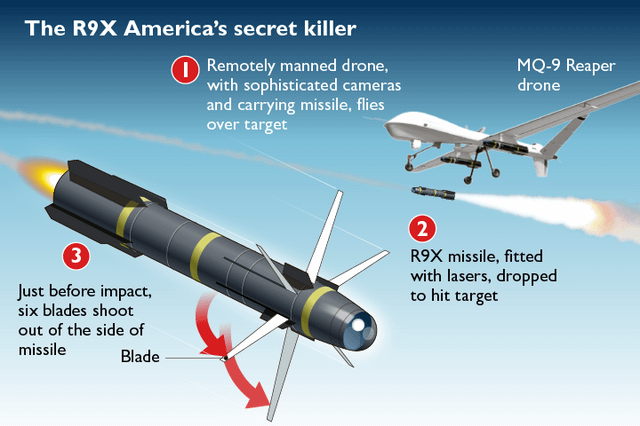 The R9X America's secret killer
1
Remotely manned drone,
with sophisticated cameras
and carrying missile, flies
over target
MQ-9 Reaper
drone
2
R9X missile, fitted
with lasers, dropped
to hit target
3
Just before impact,
six blades shoot
out of the side of
missile
Blade